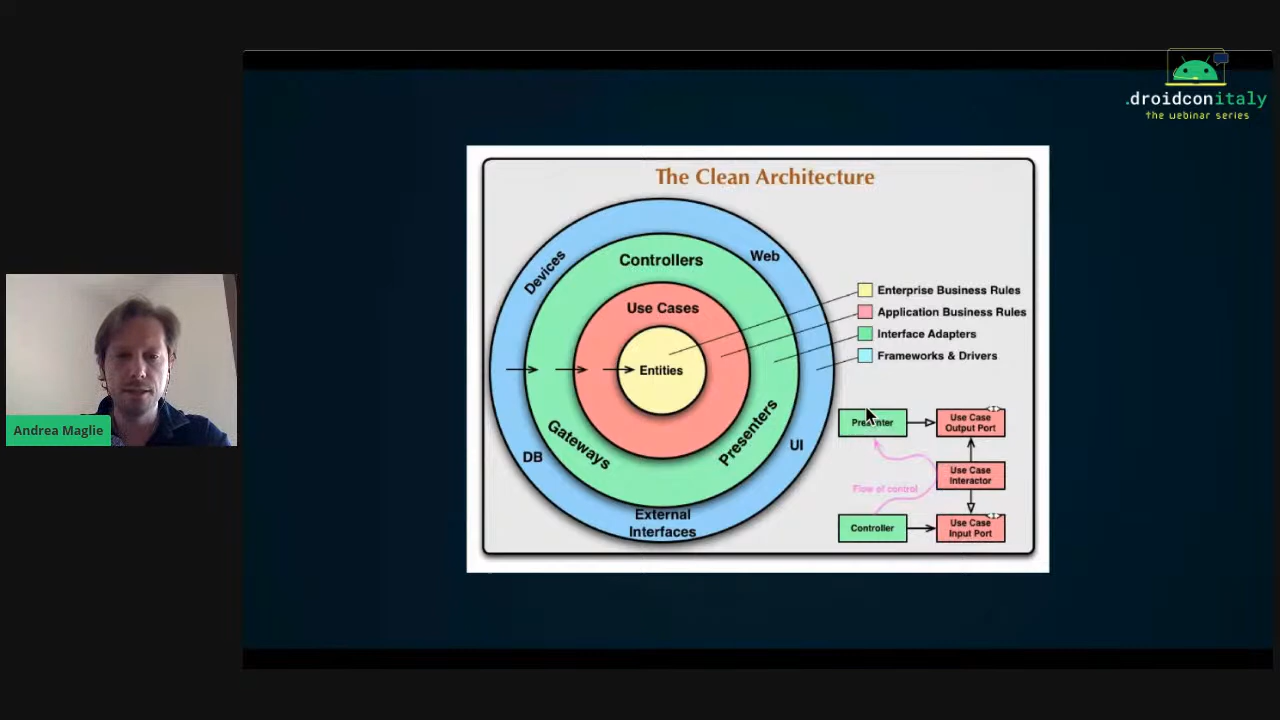 .droidconitaly
the webinar series
The Clean Architecture
Devices
Web
Controllers
Use Cases
Entities
Gateways
Presenters
DB
UI
External
Interfaces
Enterprise Business Rules
Application Business Rules
Interface Adapters
Frameworks & Drivers
Presenter
Use Case
Output Port
Use Case
Interactor
Flow of control
Controller
Use Case
Input Port
<I>
<I>
Andrea Maglie